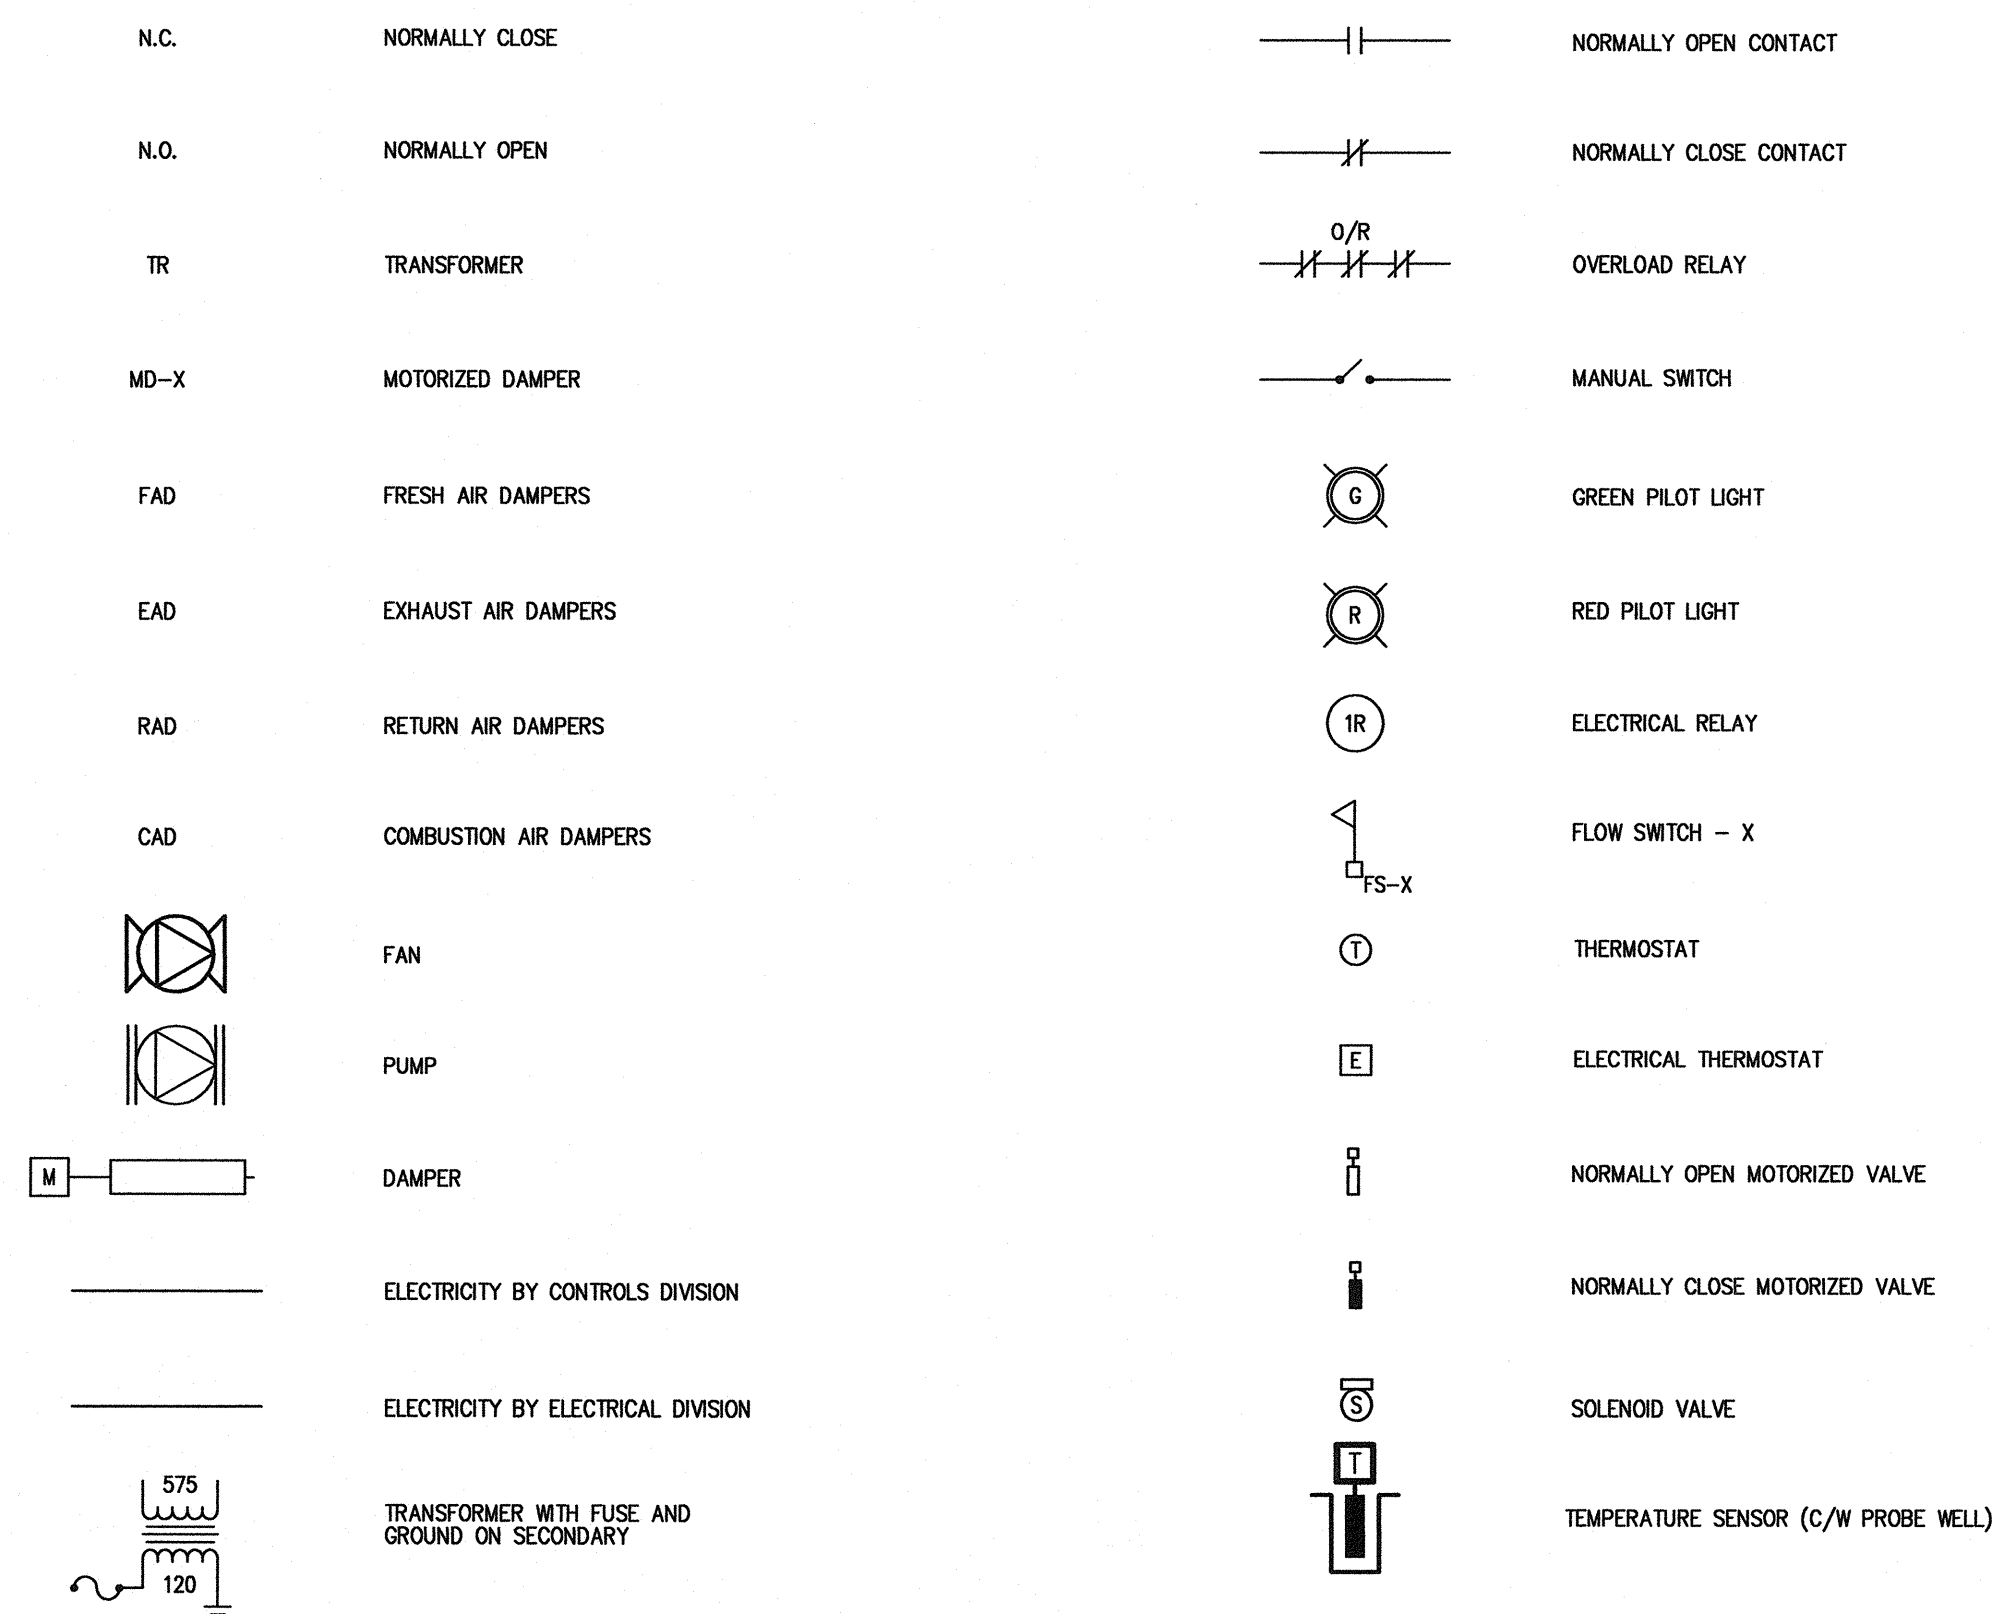 N.C. NORMALLY CLOSE
N.O. NORMALLY OPEN
TR TRANSFORMER
MD-X MOTORIZED DAMPER
FAD FRESH AIR DAMPERS
EAD EXHAUST AIR DAMPERS
RAD RETURN AIR DAMPERS
CAD COMBUSTION AIR DAMPERS
FAN
PUMP
M DAMPER
ELECTRICITY BY CONTROLS DIVISION
ELECTRICITY BY ELECTRICAL DIVISION
575
TRANSFORMER WITH FUSE AND
GROUND ON SECONDARY
120
NORMALLY OPEN CONTACT
NORMALLY CLOSE CONTACT
O/R
OVERLOAD RELAY
MANUAL SWITCH
G GREEN PILOT LIGHT
R RED PILOT LIGHT
1R ELECTRICAL RELAY
FLOW SWITCH - X
FS-X
T THERMOSTAT
E ELECTRICAL THERMOSTAT
NORMALLY OPEN MOTORIZED VALVE
NORMALLY CLOSE MOTORIZED VALVE
S SOLENOID VALVE
T
TEMPERATURE SENSOR (C/W PROBE WELL)